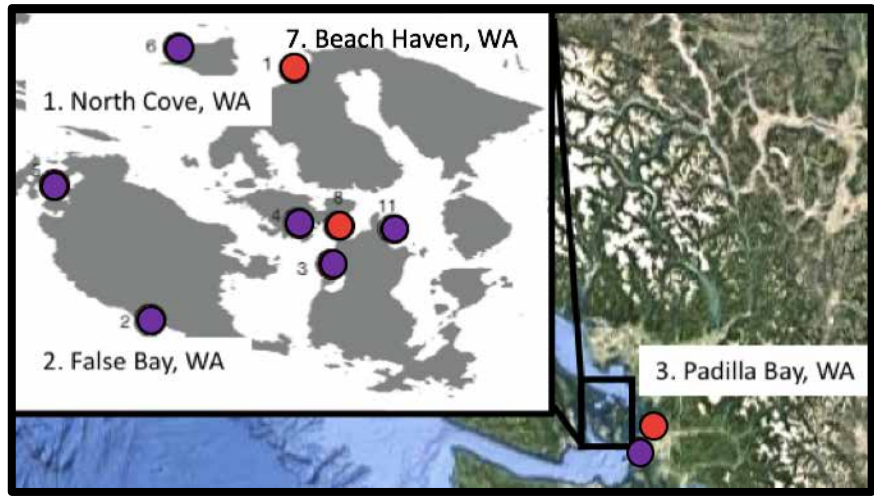 6
7. Beach Haven, WA
1
1. North Cove, WA
5
8
11
4
3
2
2. False Bay, WA
3. Padilla Bay, WA